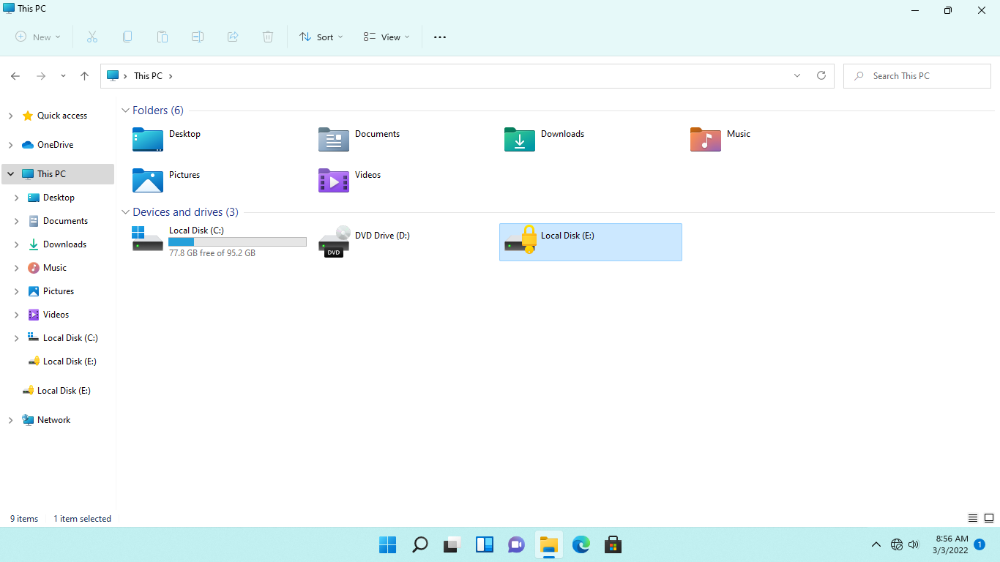 This PC
New
Sort
View
This PC
Search This PC
Quick access
OneDrive
This PC
Desktop
Documents
Downloads
Music
Pictures
Videos
Local Disk (C:)
Local Disk (E:)
Local Disk (E:)
Network
Folders (6)
Desktop
Documents
Downloads
Music
Pictures
Videos
Devices and drives (3)
Local Disk (C:)
77.8 GB free of 95.2 GB
DVD Drive (D:)
DVD
Local Disk (E:)
9 items
1 item selected
8:56 AM
3/3/2022
1